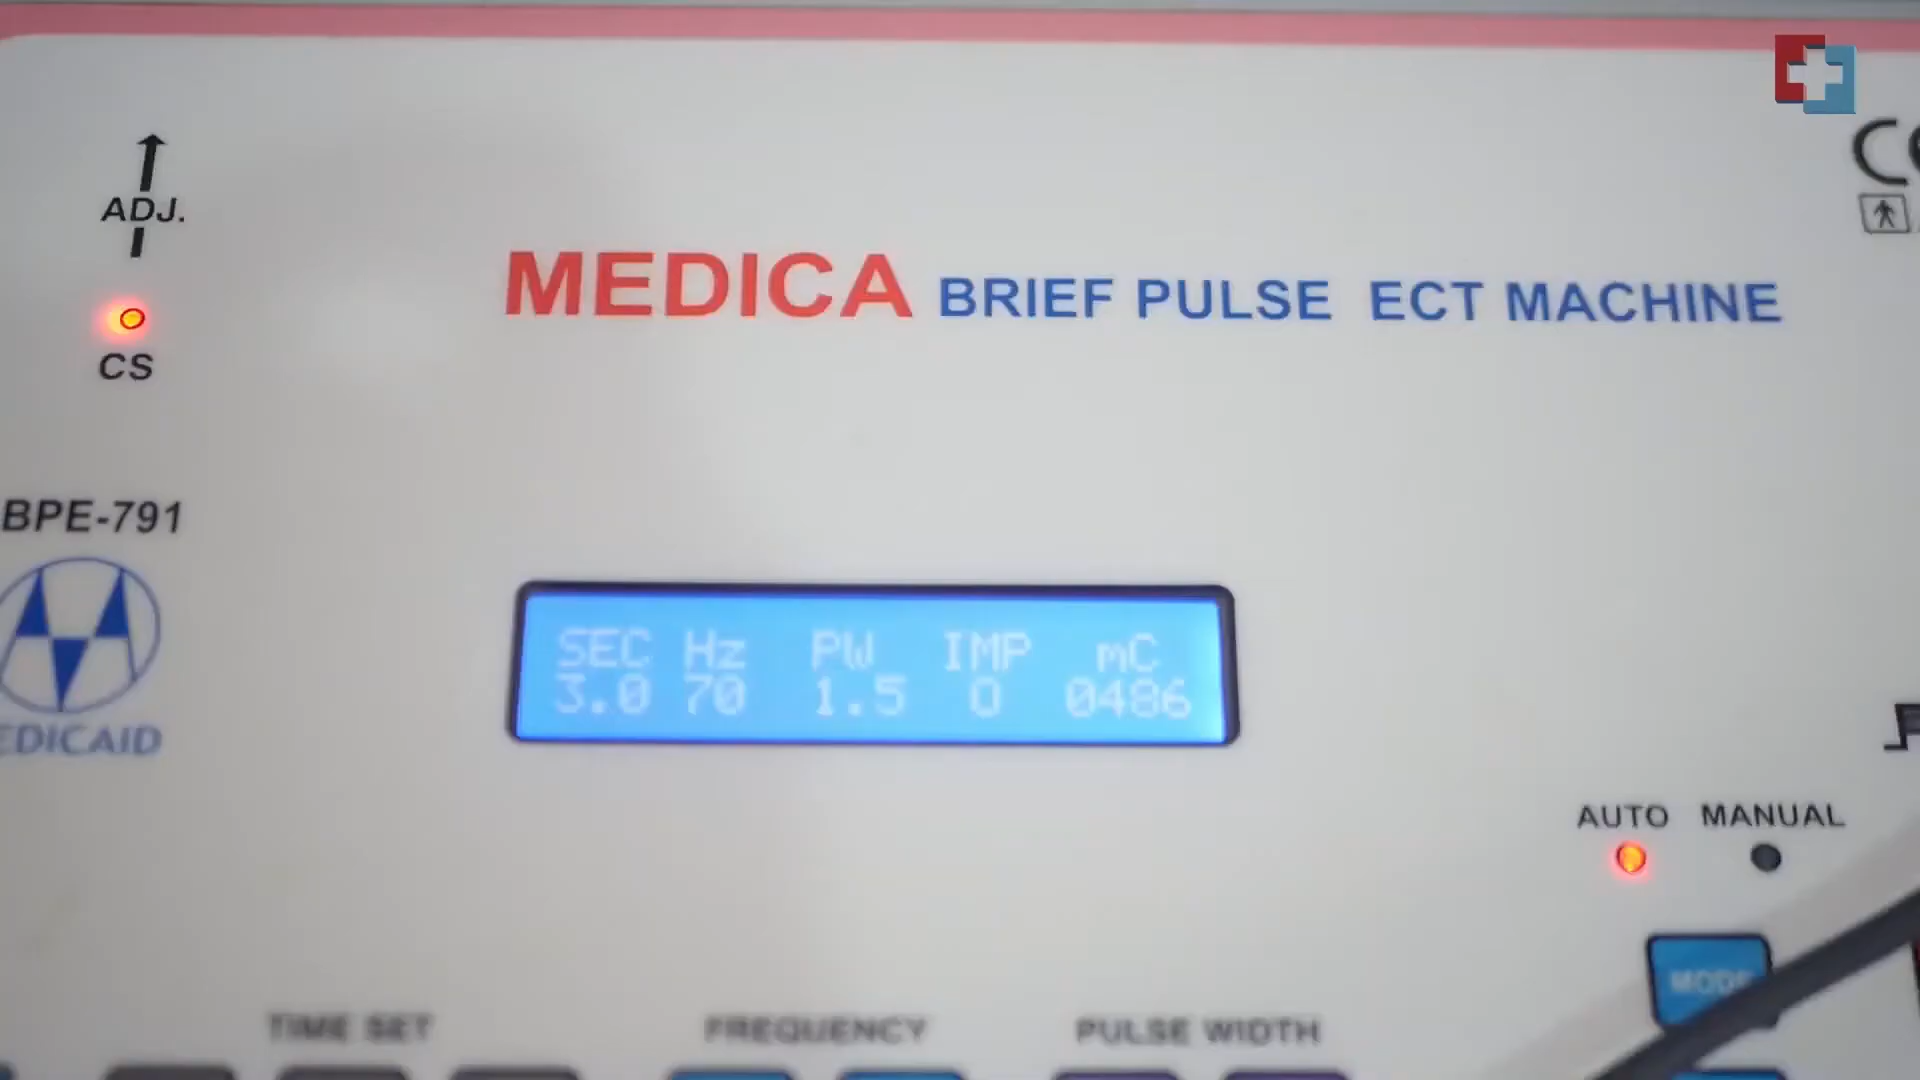 ADJ.
CS
MEDICA BRIEF PULSE ECT MACHINE
BPE-791
EDICAID
SEC Hz PW IMP mC
3.0 70 1.5 0 0486
AUTO MANUAL
MODE
TIME SET FREQUENCY PULSE WIDTH